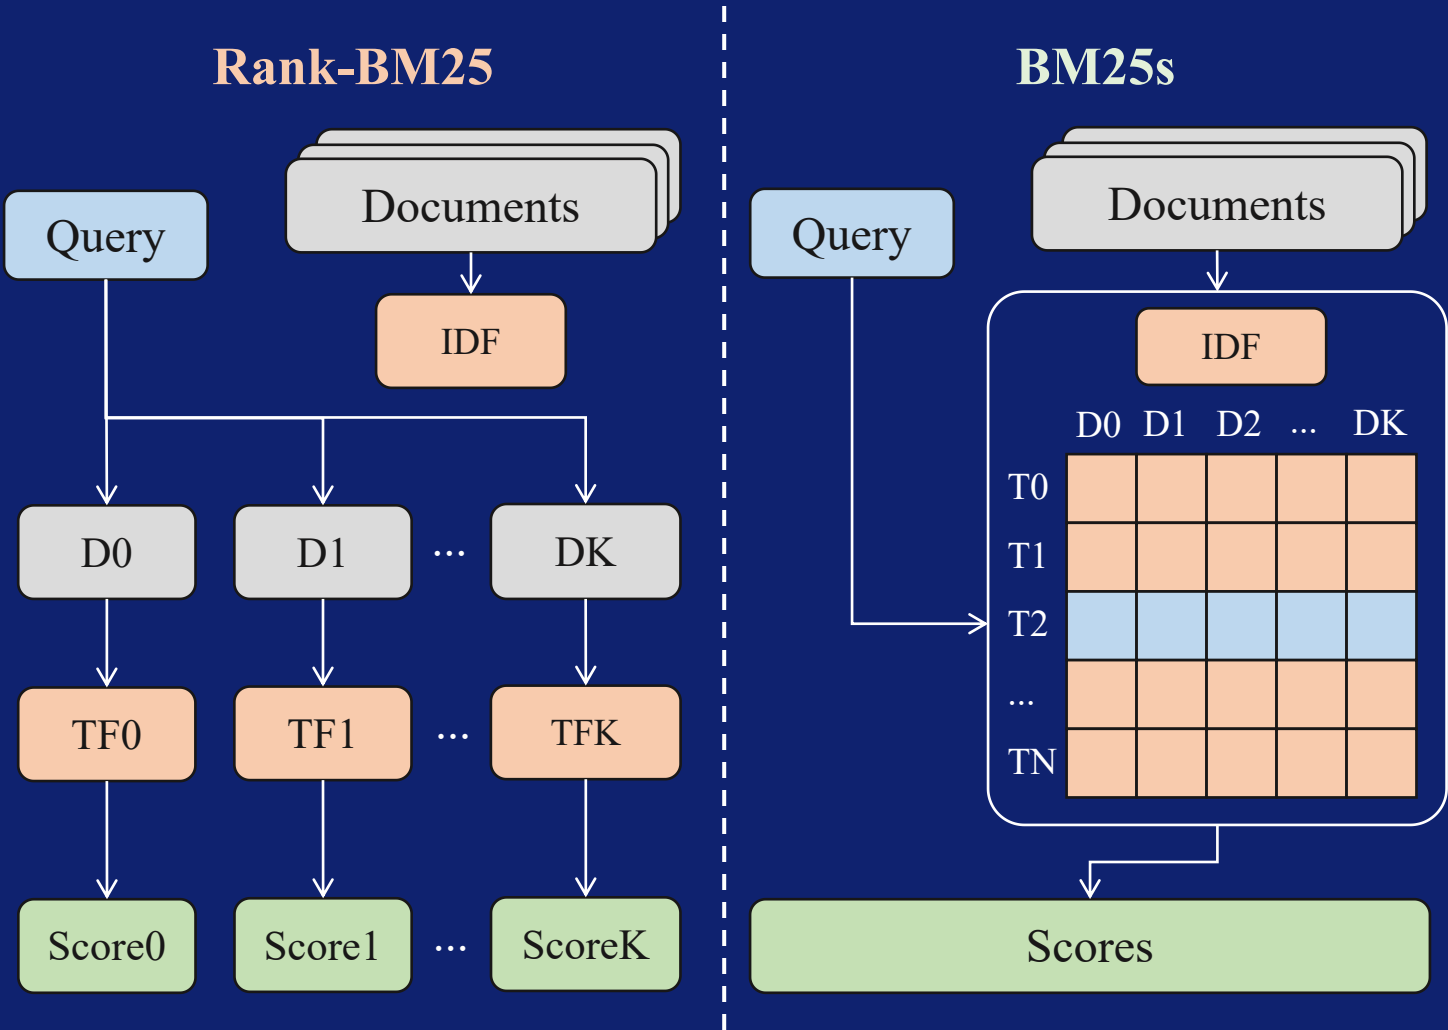 Rank-BM25
Documents
Query
IDF
D0 D1 ... DK
TF0 TF1 ... TFK
Score0 Score1 ... ScoreK
BM25s
Documents
Query
IDF
D0 D1 D2 ... DK
T0
T1
T2
...
TN
Scores